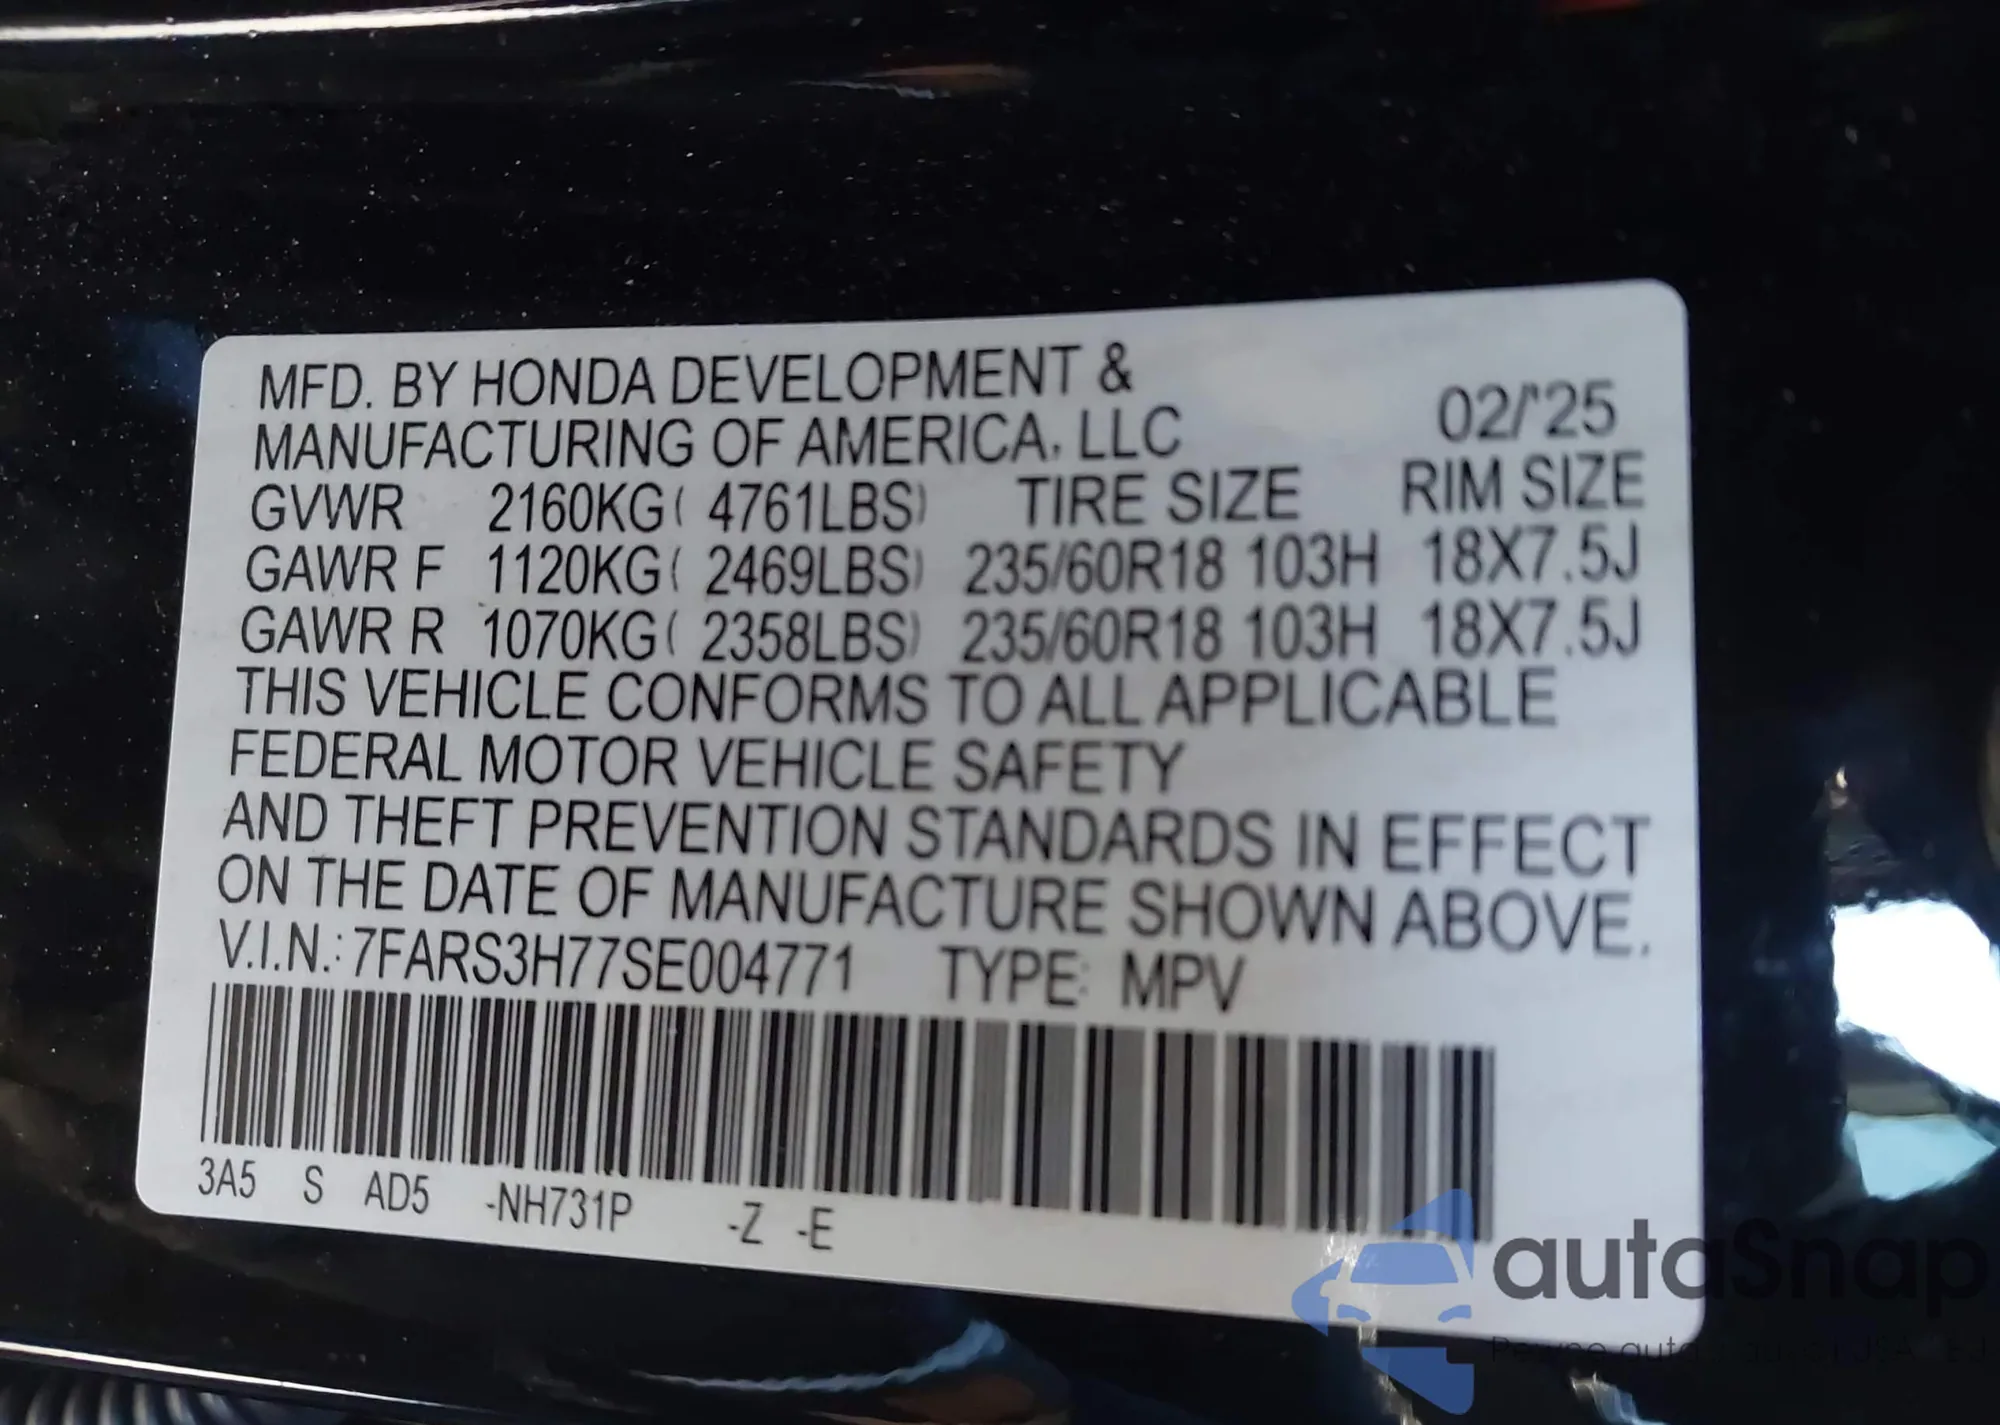 MFD. BY HONDA DEVELOPMENT &
MANUFACTURING OF AMERICA, LLC 02/'25
GVWR 2160KG( 4761LBS) TIRE SIZE RIM SIZE
GAWR F 1120KG( 2469LBS) 235/60R18 103H 18X7.5J
GAWR R 1070KG( 2358LBS) 235/60R18 103H 18X7.5J
THIS VEHICLE CONFORMS TO ALL APPLICABLE
FEDERAL MOTOR VEHICLE SAFETY
AND THEFT PREVENTION STANDARDS IN EFFECT
ON THE DATE OF MANUFACTURE SHOWN ABOVE.
V.I.N.: 7FARS3H77SE004771 TYPE: MPV
3A5 S AD5 -NH731P -Z -E
autaSnap
Pewne auta